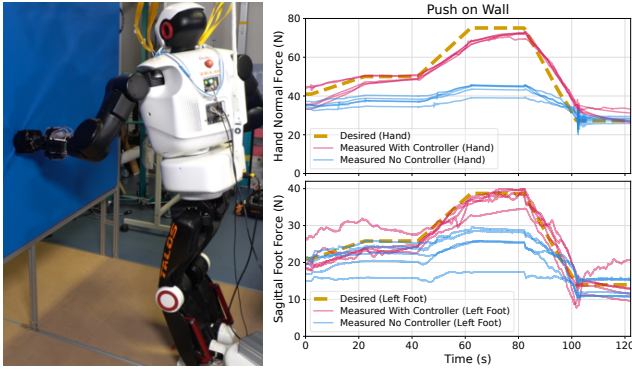 TALOS
Push on Wall
Hand Normal Force (N)
80
60
40
20
0
Desired (Hand)
Measured With Controller (Hand)
Measured No Controller (Hand)
Sagittal Foot Force (N)
40
30
20
10
0
Desired (Left Foot)
Measured With Controller (Left Foot)
Measured No Controller (Left Foot)
0
20
40
60
80
100
120
Time (s)